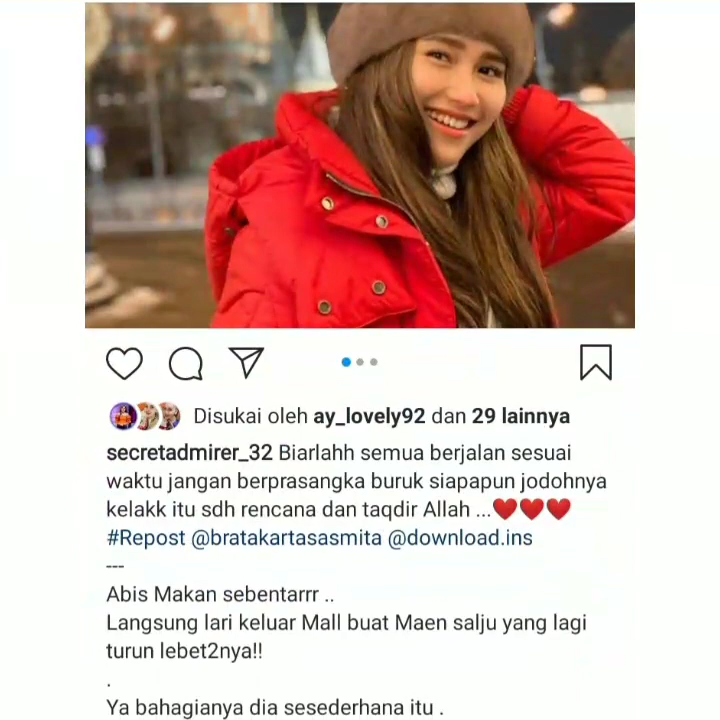 Disukai oleh ay_lovely92 dan 29 lainnya
secretadmirer_32 Biarlahh semua berjalan sesuai
waktu jangan berprasangka buruk siapapun jodohnya
kelakk itu sdh rencana dan taqdir Allah ...❤️❤️❤️
#Repost @bratakartasasmita @download.ins
---
Abis Makan sebentarrr ..
Langsung lari keluar Mall buat Maen salju yang lagi
turun lebet2nya!!
.
Ya bahagianya dia sesederhana itu .